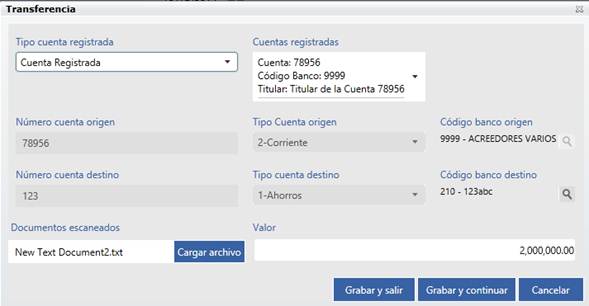 Transferencia
Tipo cuenta registrada
Cuentas registradas
Cuenta Registrada
Cuenta: 78956
Código Banco: 9999
Titular: Titular de la Cuenta 78956
Número cuenta origen
Tipo Cuenta origen
Código banco origen
78956
2-Corriente
9999 - ACREEDORES VARIOS
Número cuenta destino
Tipo cuenta destino
Código banco destino
123
1-Ahorros
210 - 123abc
Documentos escaneados
Valor
New Text Document2.txt
Cargar archivo
2,000,000.00
Grabar y salir
Grabar y continuar
Cancelar